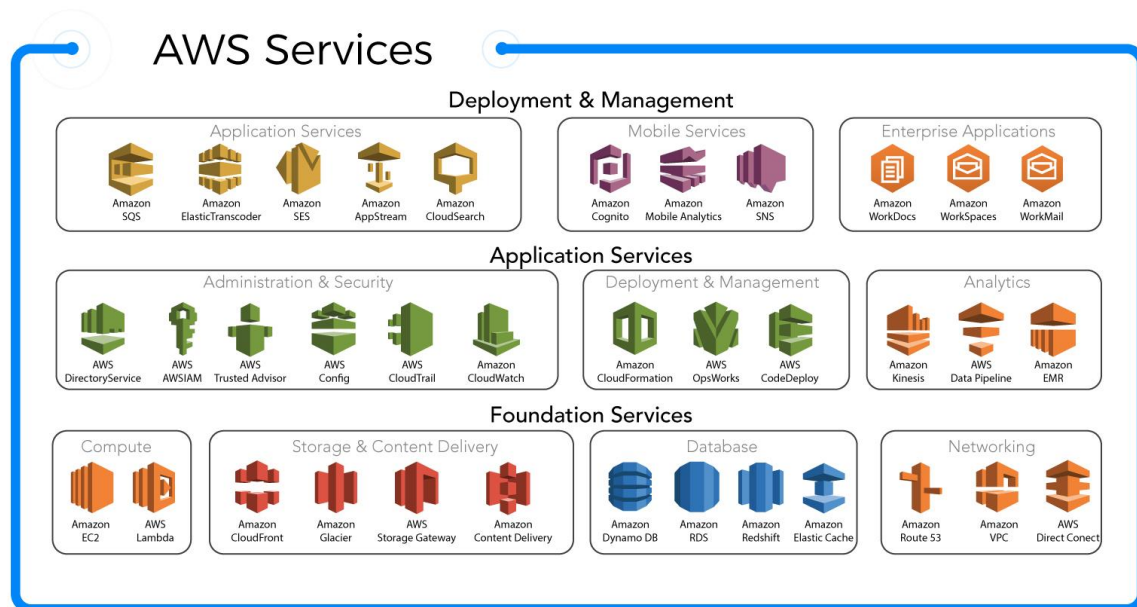 AWS Services
Deployment & Management
Application Services
Amazon SQS
Amazon ElasticTranscoder
Amazon SES
Amazon AppStream
Amazon CloudSearch
Mobile Services
Amazon Cognito
Amazon Mobile Analytics
Amazon SNS
Enterprise Applications
Amazon WorkDocs
Amazon WorkSpaces
Amazon WorkMail
Application Services
Administration & Security
AWS DirectoryService
AWS AWSIAM
AWS Trusted Advisor
AWS Config
AWS CloudTrail
Amazon CloudWatch
Deployment & Management
Amazon CloudFormation
AWS OpsWorks
AWS CodeDeploy
Analytics
Amazon Kinesis
AWS Data Pipeline
Amazon EMR
Foundation Services
Compute
Amazon EC2
AWS Lambda
Storage & Content Delivery
Amazon CloudFront
Amazon Glacier
AWS Storage Gateway
Amazon Content Delivery
Database
Amazon Dynamo DB
Amazon RDS
Amazon Redshift
Amazon Elastic Cache
Networking
Amazon Route 53
Amazon VPC
AWS Direct Conect